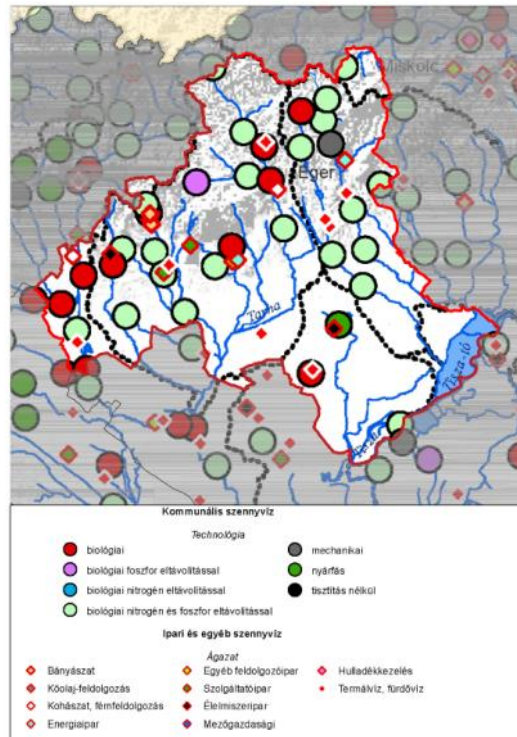 Miskolc
Eger
Tarna
Tisza-tó
Tisza
Kommunális szennyvíz
Technológia
biológiai
biológiai foszfor eltávolítással
biológiai nitrogén eltávolítással
biológiai nitrogén és foszfor eltávolítással
mechanikai
nyárfás
tisztítás nélkül
Ipari és egyéb szennyvíz
Ágazat
Bányászat
Kőolaj-feldolgozás
Kohászat, fémfeldolgozás
Energiaipar
Egyéb feldolgozóipar
Szolgáltatóipar
Élelmiszeripar
Mezőgazdasági
Hulladékkezelés
Termálvíz, fürdővíz